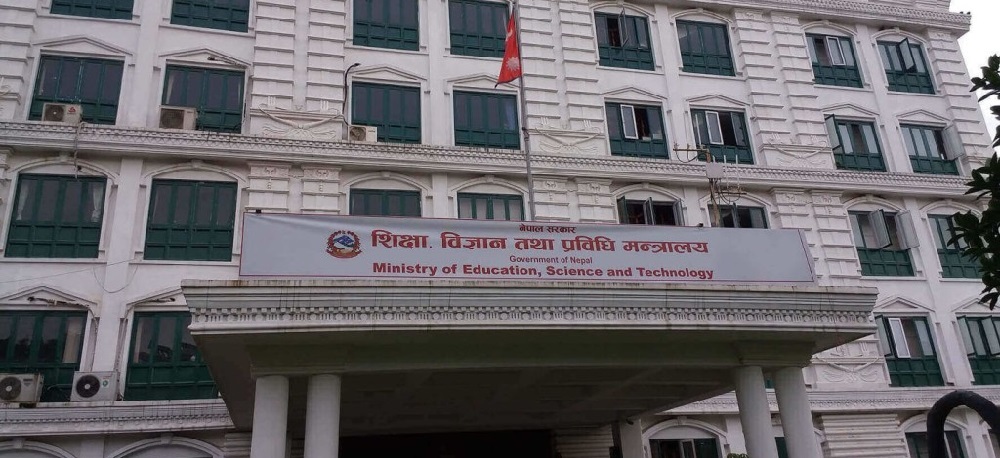 नेपाल सरकार
शिक्षा. विज्ञान तथा प्रविधि मन्त्रालय
Government of Nepal
Ministry of Education, Science and Technology